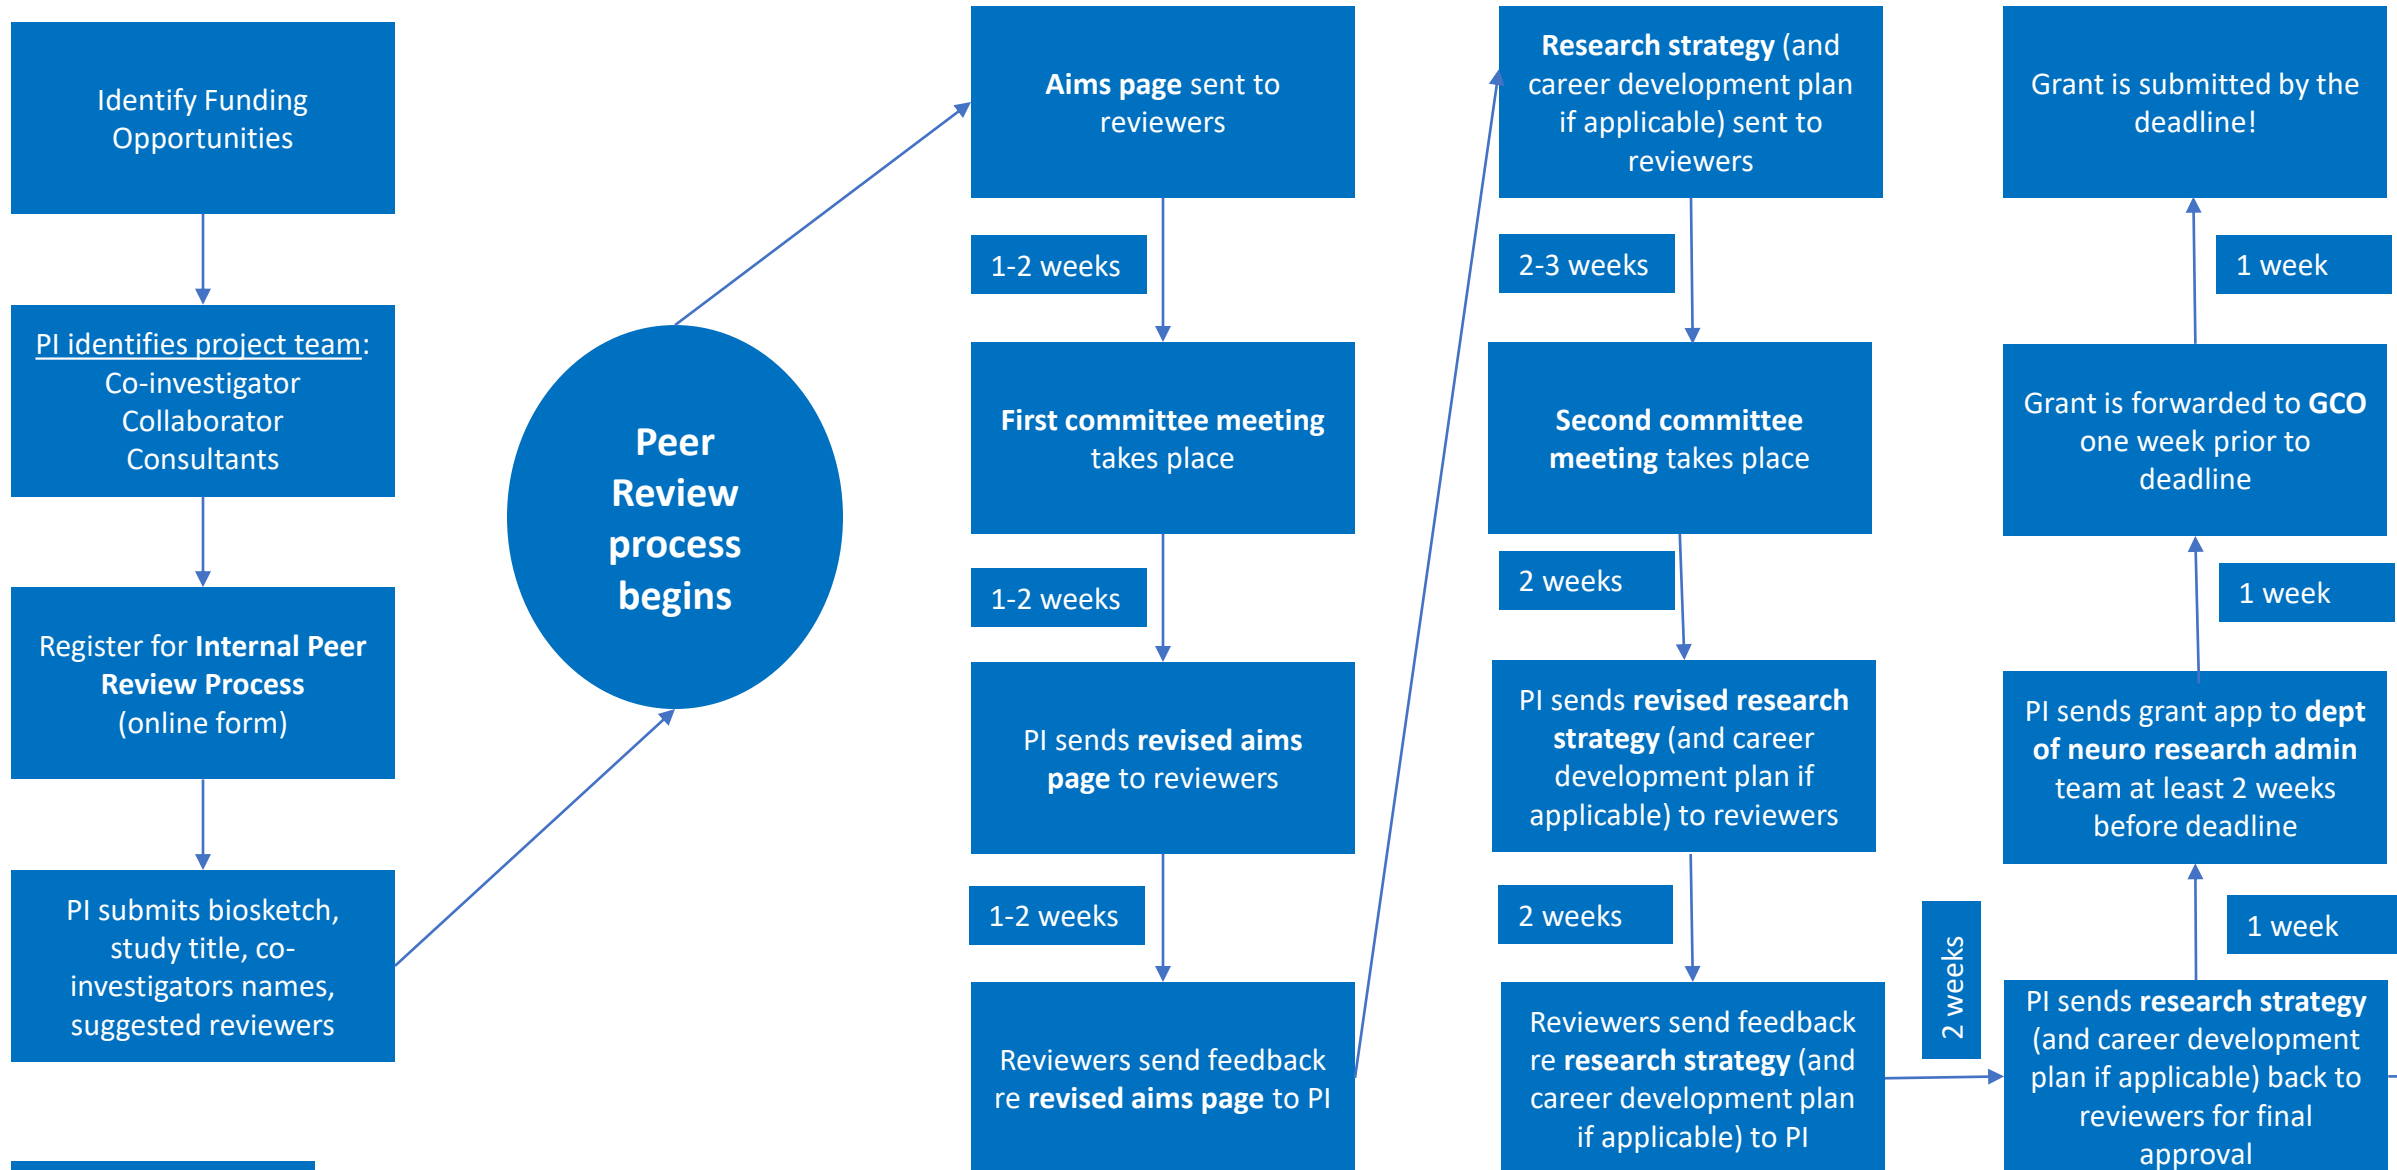 Identify Funding
Opportunities
PI identifies project team:
Co-investigator
Collaborator
Consultants
Register for Internal Peer
Review Process
(online form)
PI submits biosketch,
study title, co-
investigators names,
suggested reviewers
Peer
Review
process
begins
Aims page sent to
reviewers
1-2 weeks
First committee meeting
takes place
1-2 weeks
PI sends revised aims
page to reviewers
1-2 weeks
Reviewers send feedback
re revised aims page to PI
Research strategy (and
career development plan
if applicable) sent to
reviewers
2-3 weeks
Second committee
meeting takes place
2 weeks
PI sends revised research
strategy (and career
development plan if
applicable) to reviewers
2 weeks
Reviewers send feedback
re research strategy (and
career development plan
if applicable) to PI
2 weeks
PI sends research strategy
(and career development
plan if applicable) back to
reviewers for final
approval
1 week
PI sends grant app to dept
of neuro research admin
team at least 2 weeks
before deadline
1 week
Grant is forwarded to GCO
one week prior to
deadline
1 week
Grant is submitted by the
deadline!